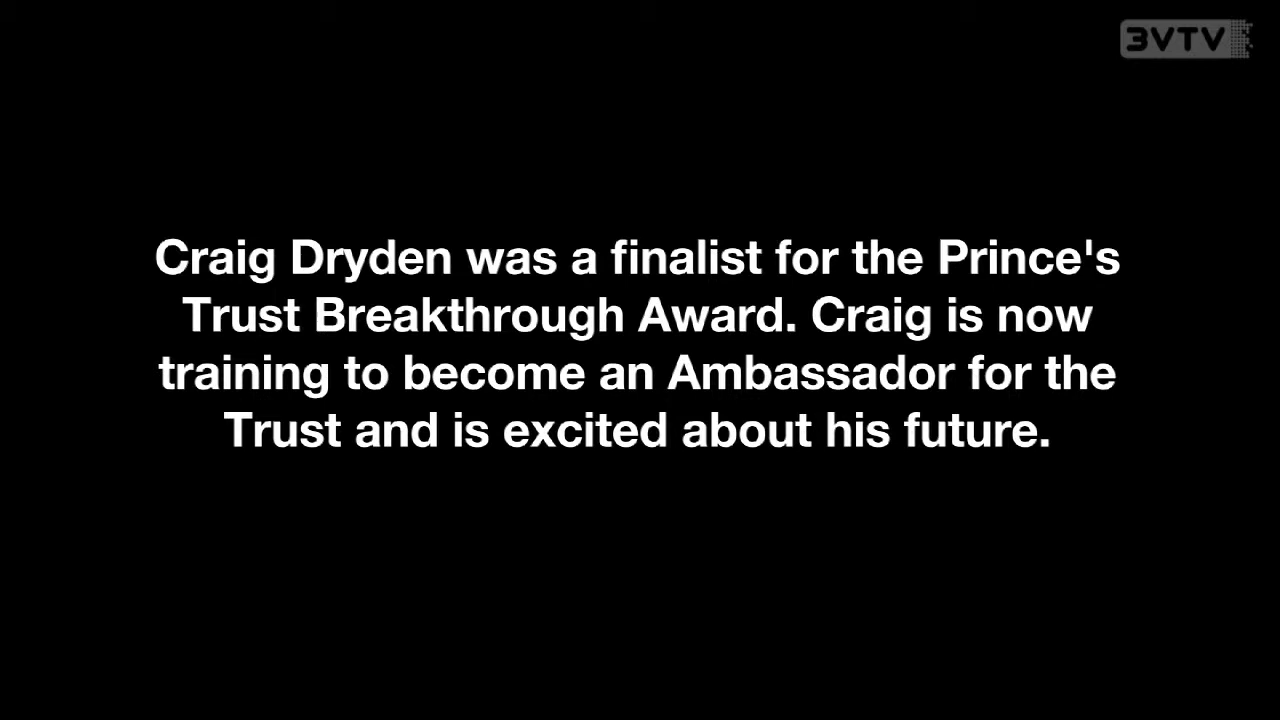 3VTV
Craig Dryden was a finalist for the Prince's
Trust Breakthrough Award. Craig is now
training to become an Ambassador for the
Trust and is excited about his future.